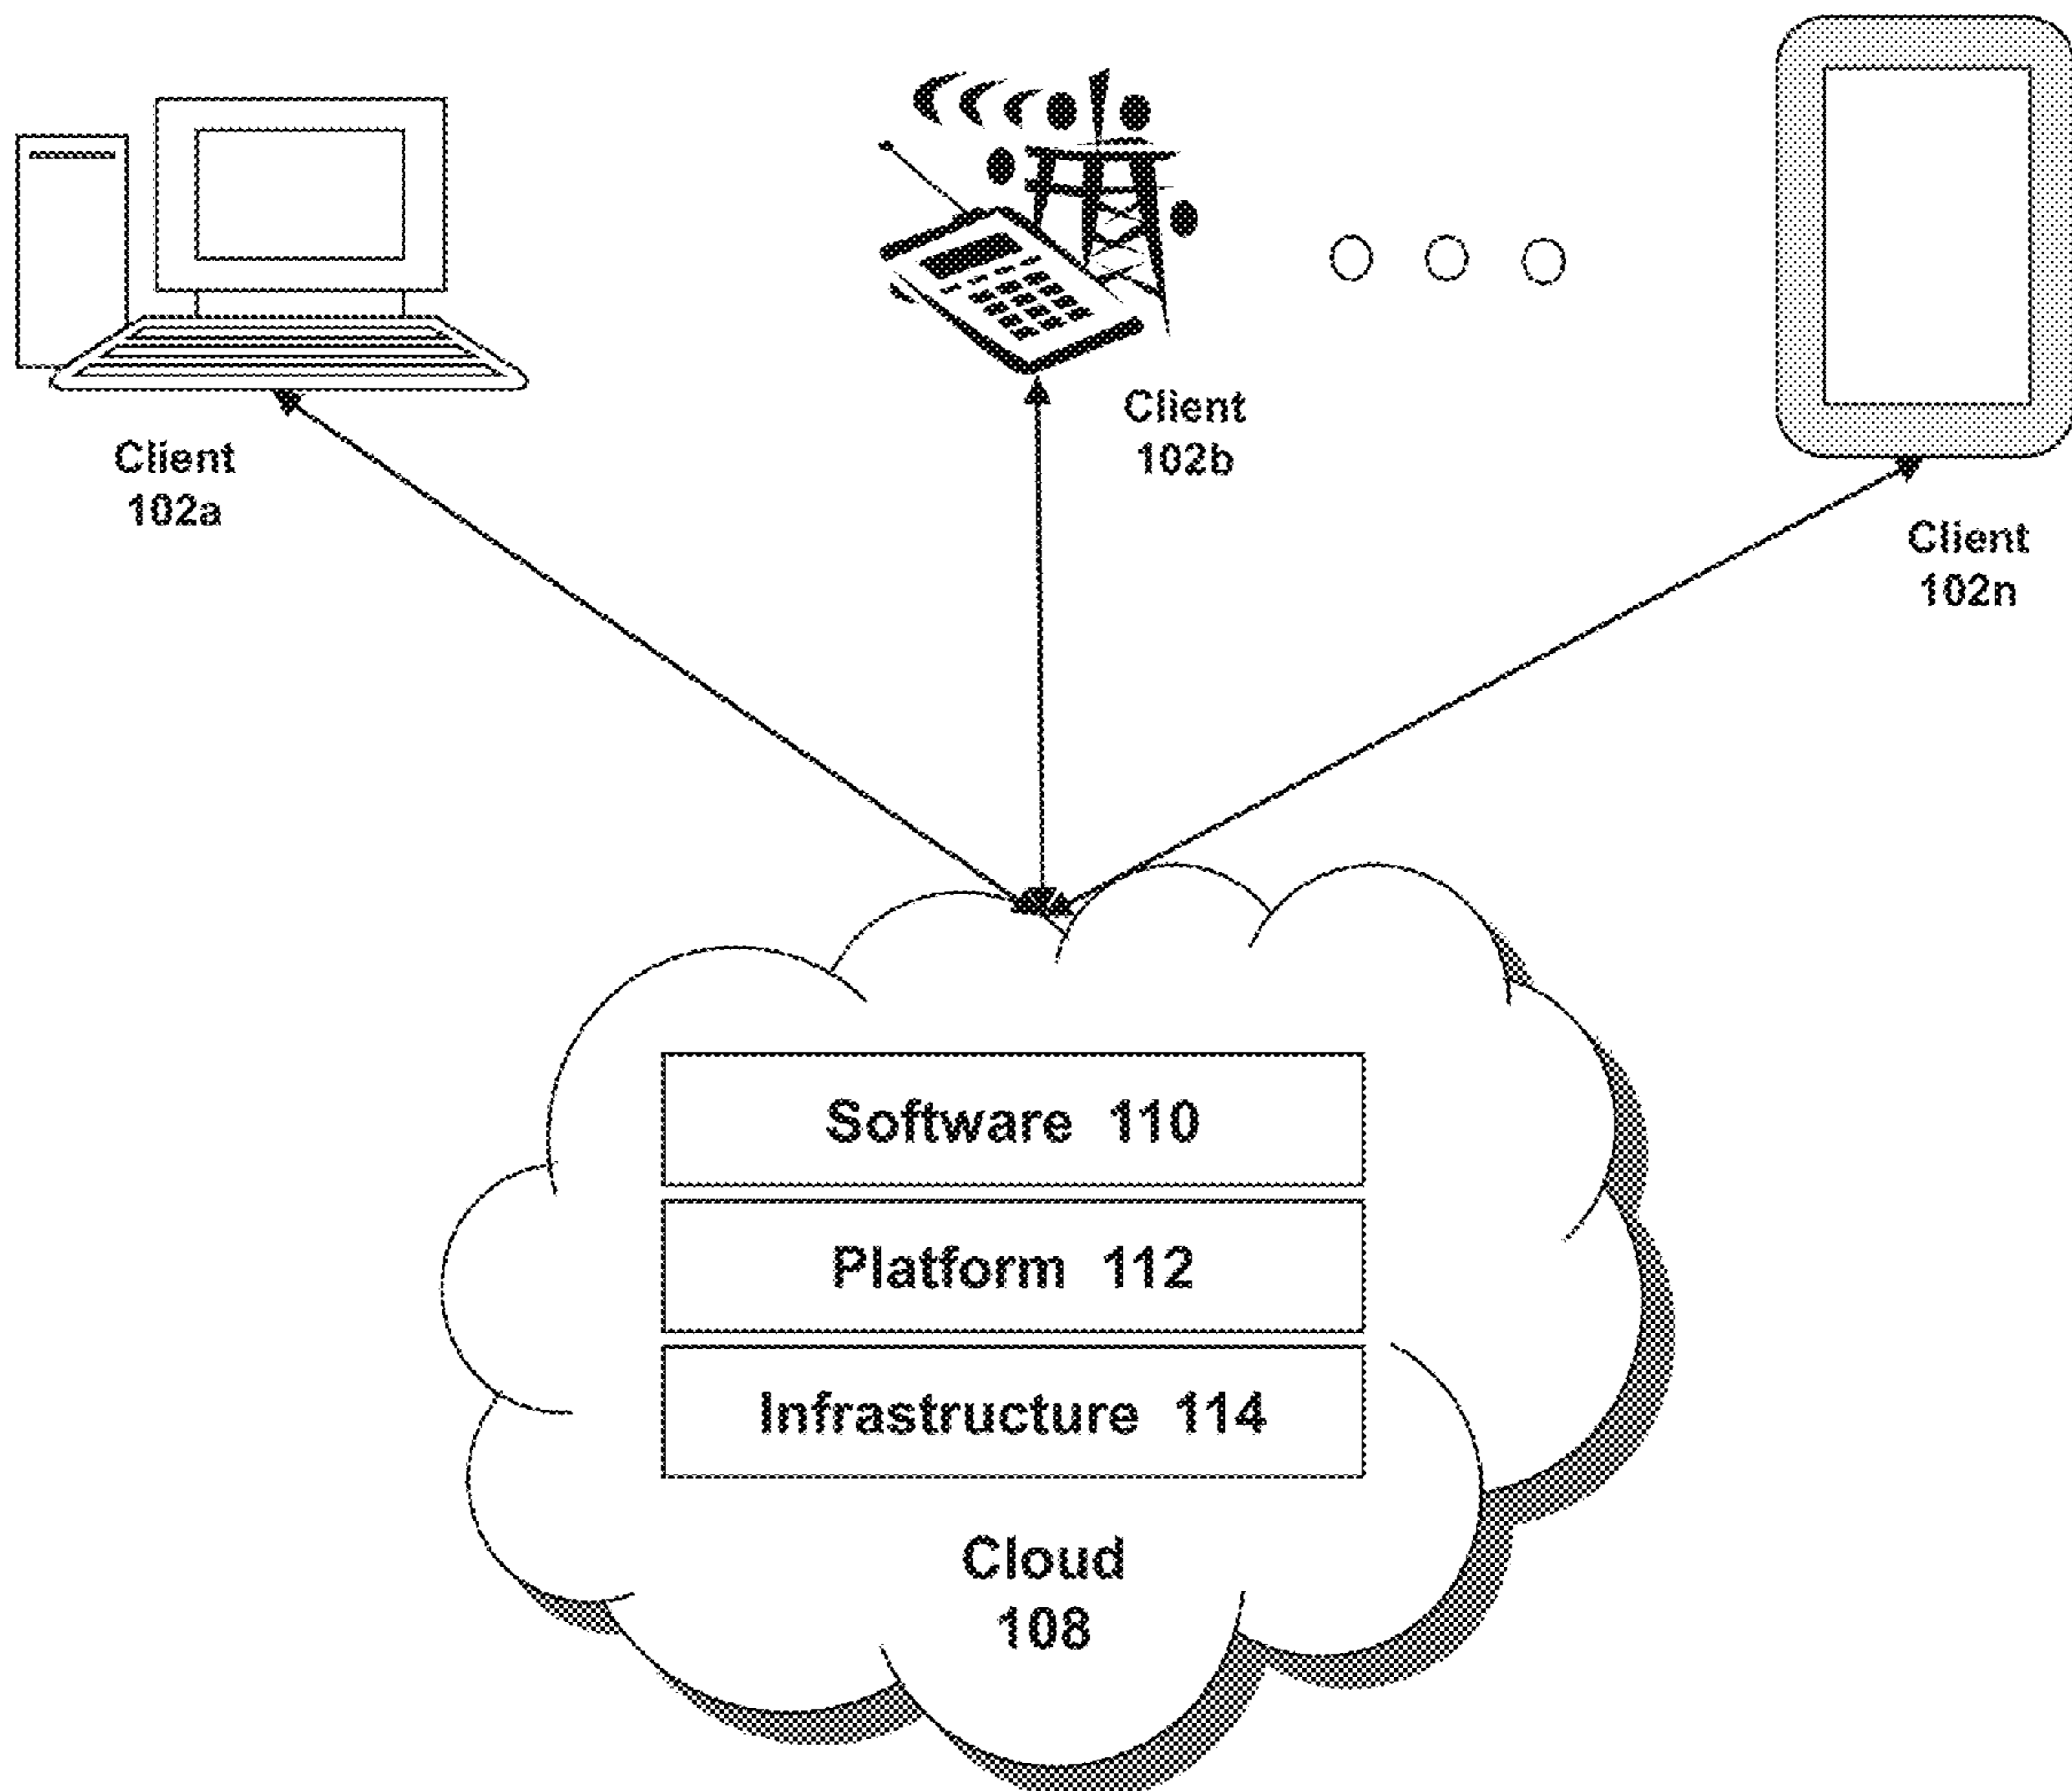 Client
102b
Client
102a
Client
102n
Software 110
Platform 112
Infrastructure 114
Cloud
108